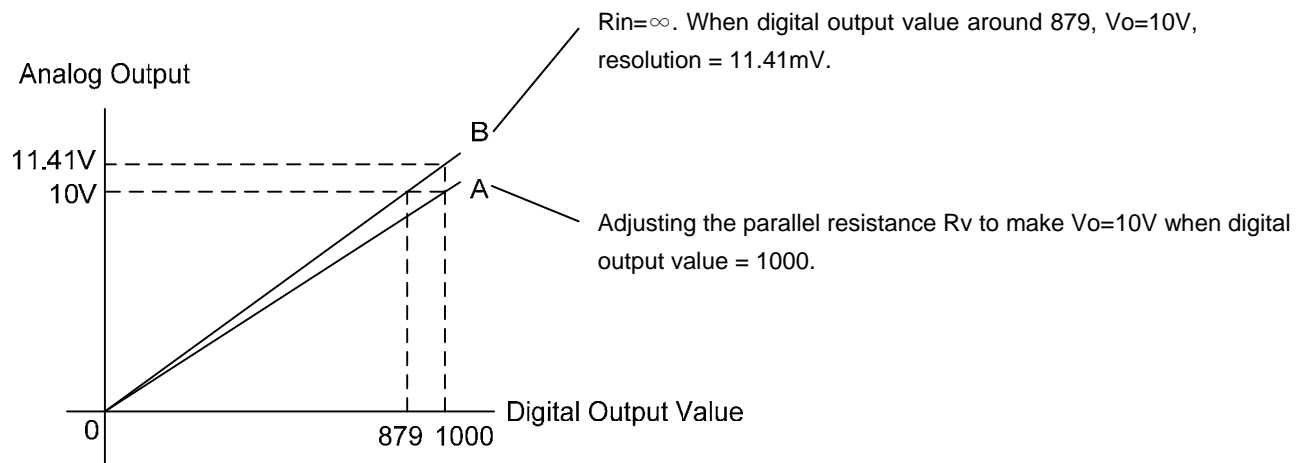 Rin=∞. When digital output value around 879, Vo=10V,
resolution = 11.41mV.
Analog Output
B
11.41V
10V
A
Adjusting the parallel resistance Rv to make Vo=10V when digital
output value = 1000.
Digital Output Value
0
879 1000